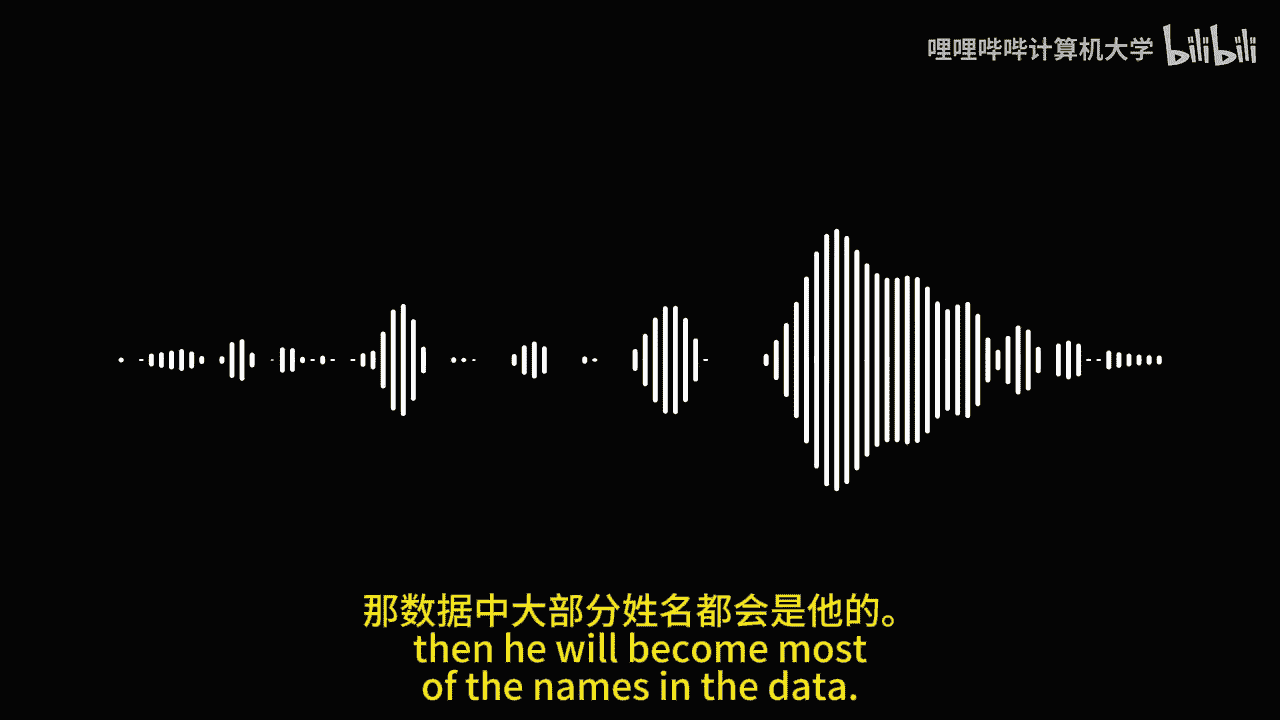 哩哩哔哔计算机大学 bilibili
那数据中大部分姓名都会是他的。
then he will become most
of the names in the data.